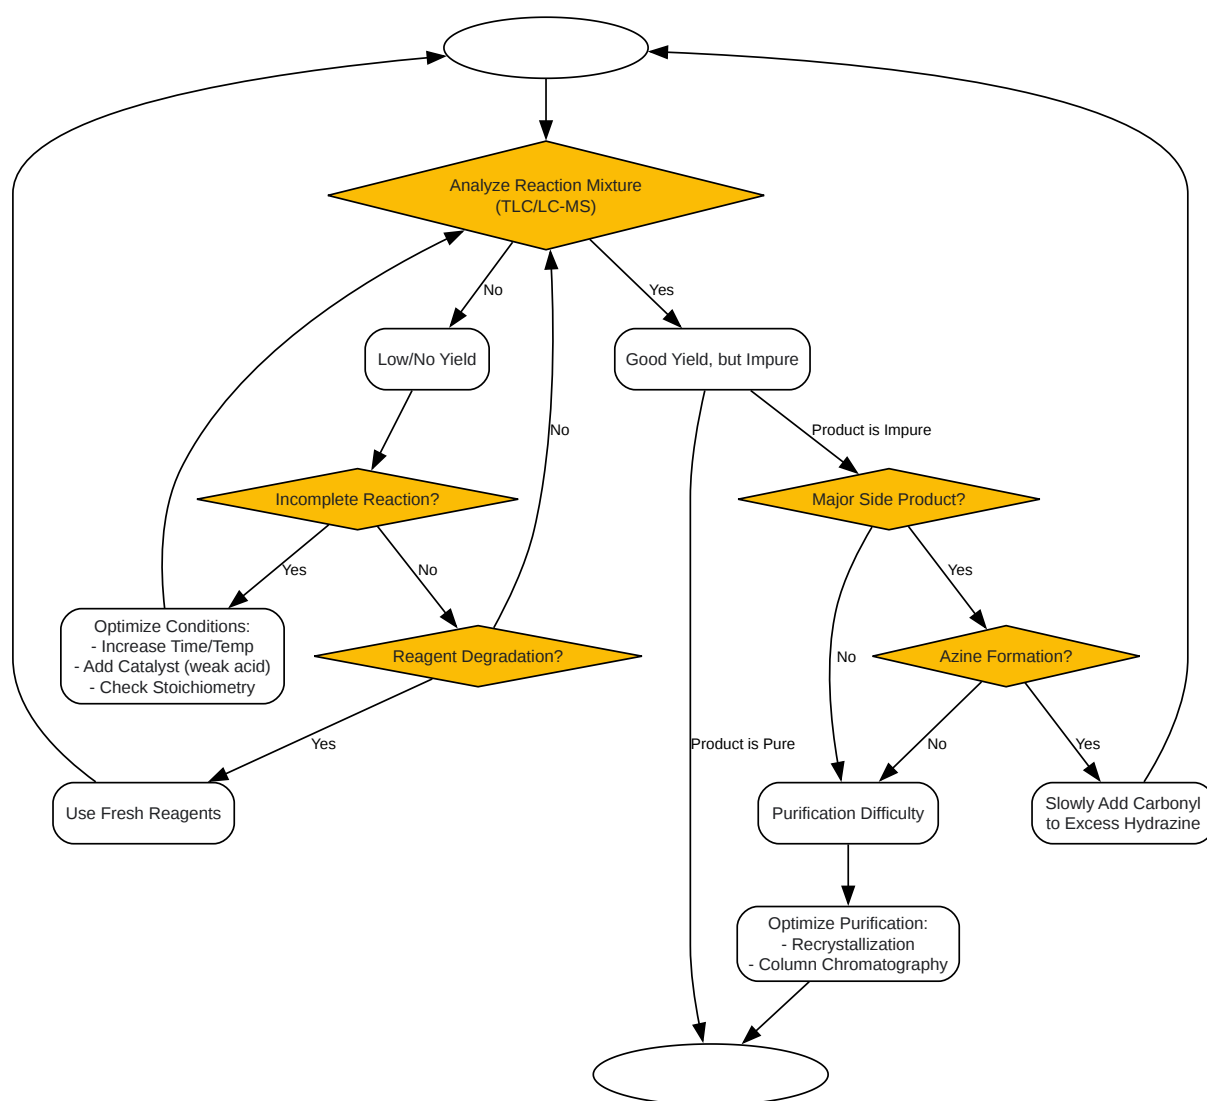 Analyze Reaction Mixture
(TLC/LC-MS)
No
Yes
Low/No Yield
Good Yield, but Impure
No
Product is Impure
Incomplete Reaction?
Major Side Product?
Yes
No
Yes
Optimize Conditions:
- Increase Time/Temp
- Add Catalyst (weak acid)
- Check Stoichiometry
Reagent Degradation?
No
Azine Formation?
Yes
Product is Pure
No
Yes
Use Fresh Reagents
Purification Difficulty
Slowly Add Carbonyl
to Excess Hydrazine
Optimize Purification:
- Recrystallization
- Column Chromatography